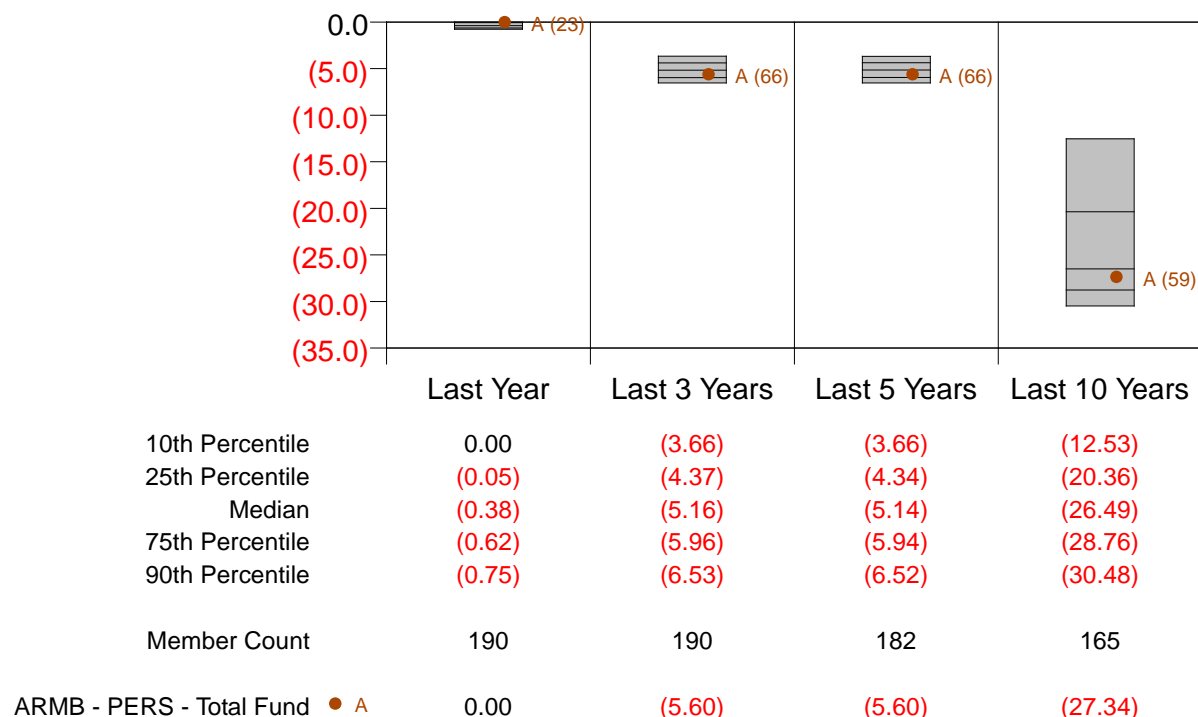 0.0
A (23)
(5.0)
A (66)
A (66)
(10.0)
(15.0)
(20.0)
(25.0)
A (59)
(30.0)
(35.0)
Last Year Last 3 Years Last 5 Years Last 10 Years
10th Percentile 0.00 (3.66) (3.66) (12.53)
25th Percentile (0.05) (4.37) (4.34) (20.36)
Median (0.38) (5.16) (5.14) (26.49)
75th Percentile (0.62) (5.96) (5.94) (28.76)
90th Percentile (0.75) (6.53) (6.52) (30.48)
Member Count 190 190 182 165
ARMB - PERS - Total Fund A 0.00 (5.60) (5.60) (27.34)